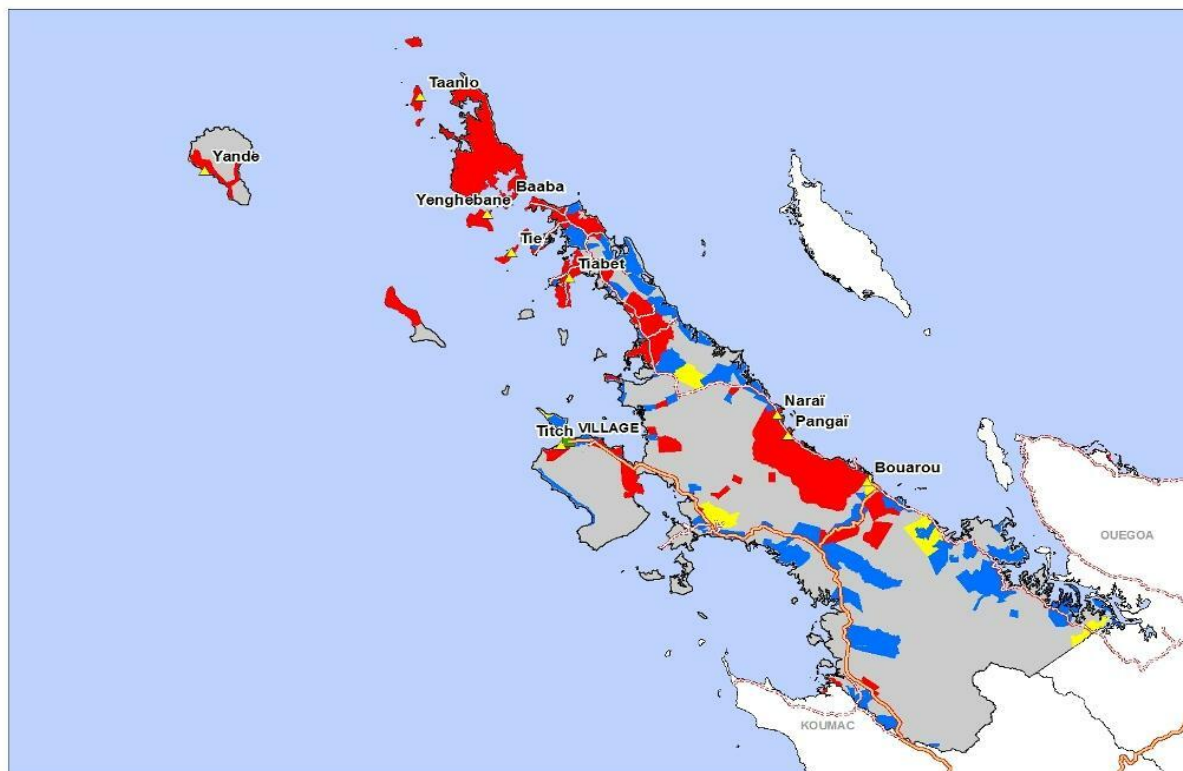 Taanlo
Yande
Baaba
Yenghebane
Tie
Tiabet
Naraï
Pangaï
Titch
VILLAGE
Bouarou
OUEGOA
KOUMAC